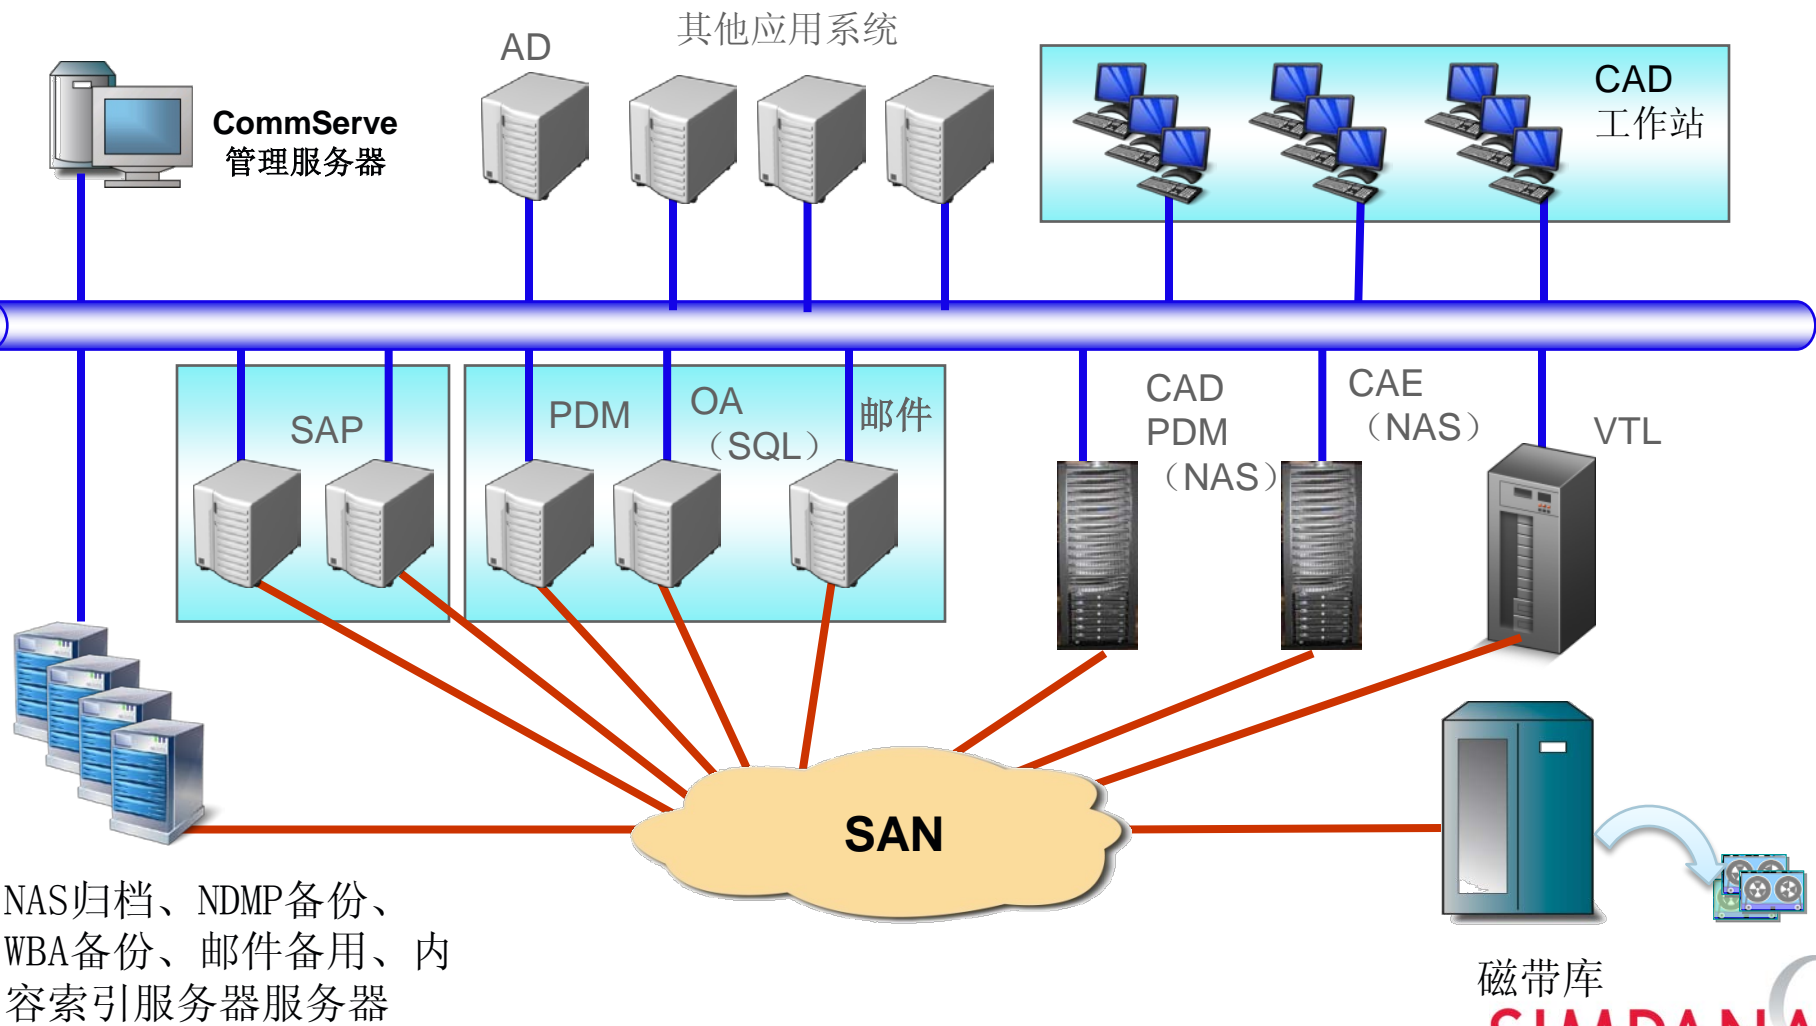 其他应用系统
AD
CAD
工作站
CommServe
管理服务器
SAP
PDM
OA
（SQL）
邮件
CAD
PDM
（NAS）
CAE
（NAS）
VTL
SAN
NAS归档、NDMP备份、
WBA备份、邮件备用、内
容索引服务器服务器
磁带库